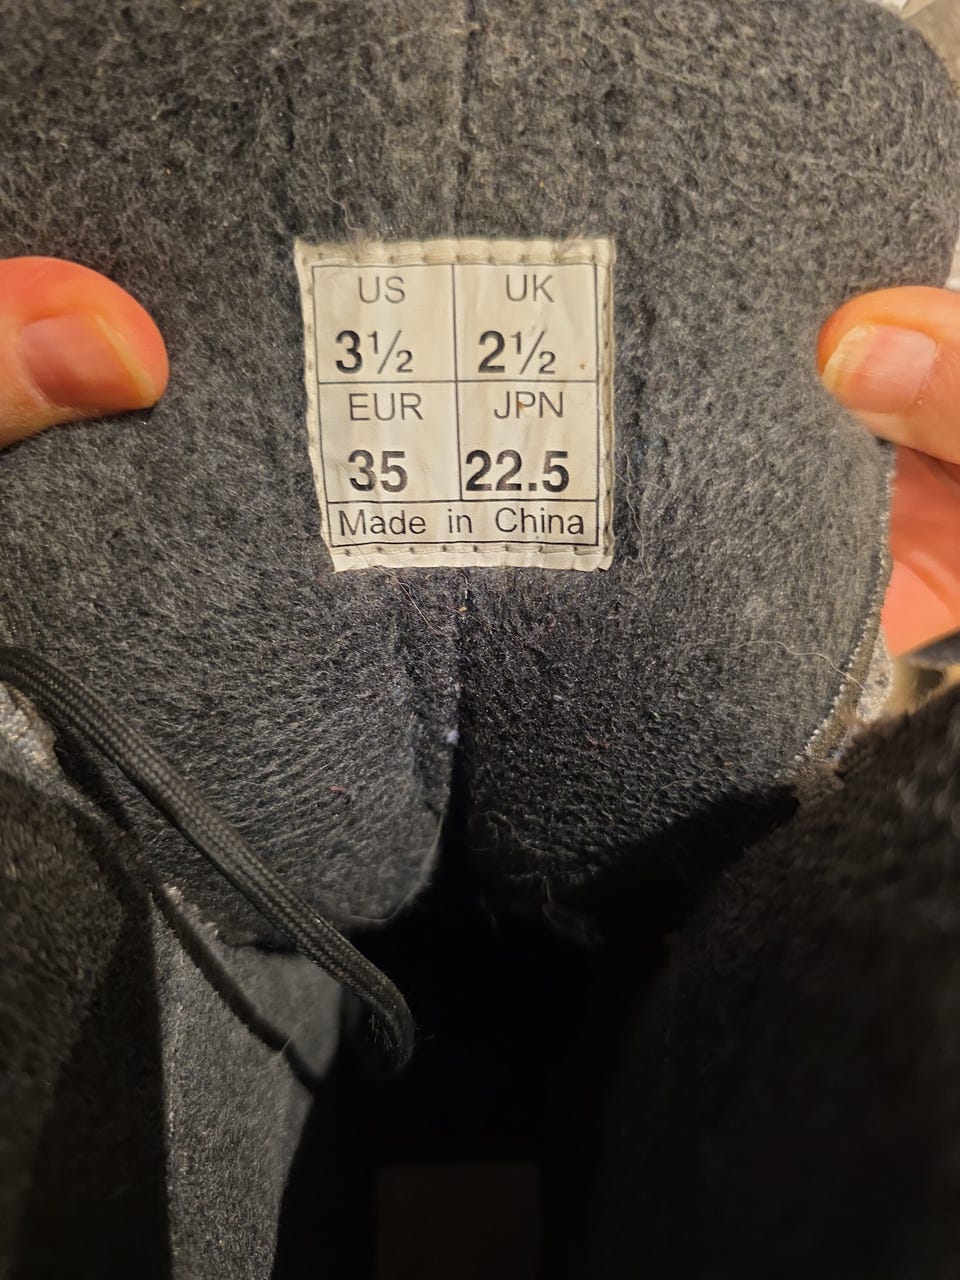 US UK
3½ 2½
EUR JPN
35 22.5
Made in China